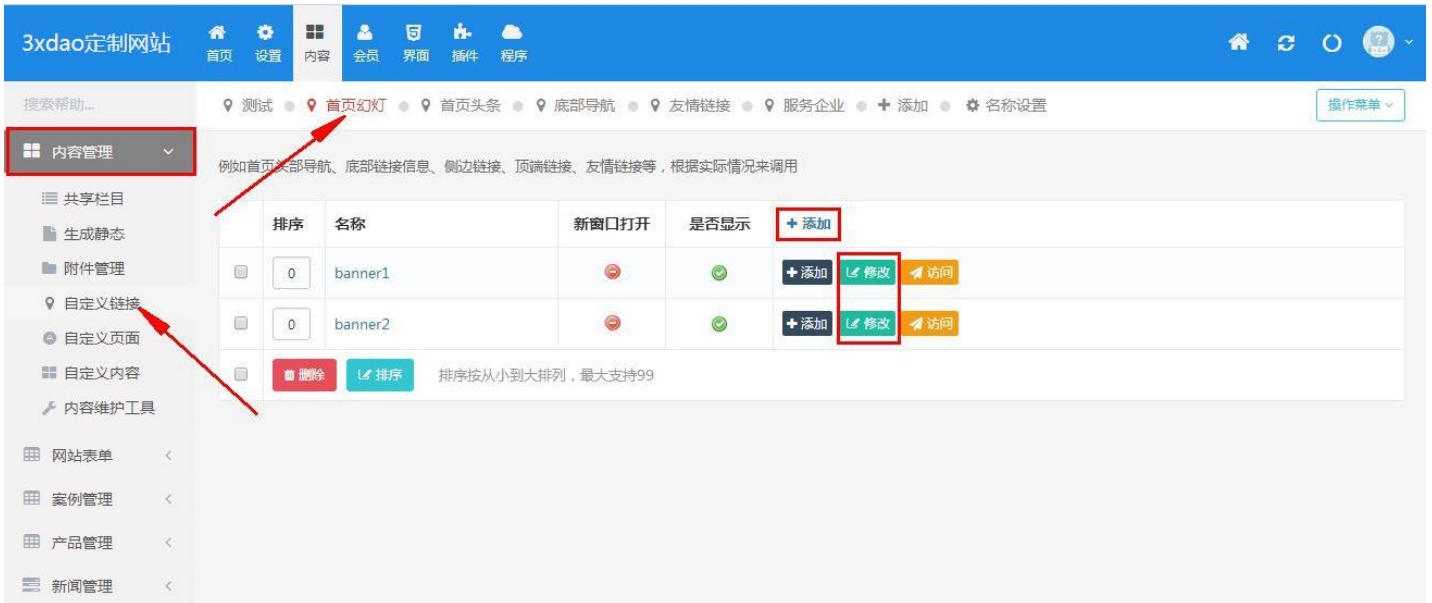 3xdao定制网站
首页 设置 内容 会员 界面 插件 程序
搜索帮助...
测试 首页幻灯 首页头条 底部导航 友情链接 服务企业 添加 名称设置
操作菜单
内容管理
例如首页头部导航、底部链接信息、侧边链接、顶端链接、友情链接等，根据实际情况来调用
共享栏目
生成静态
附件管理
自定义链接
自定义页面
自定义内容
内容维护工具
网站表单
案例管理
产品管理
新闻管理
排序 名称 新窗口打开 是否显示 添加
0 banner1 添加 修改 访问
0 banner2 添加 修改 访问
删除 排序 排序按从小到大排列，最大支持99